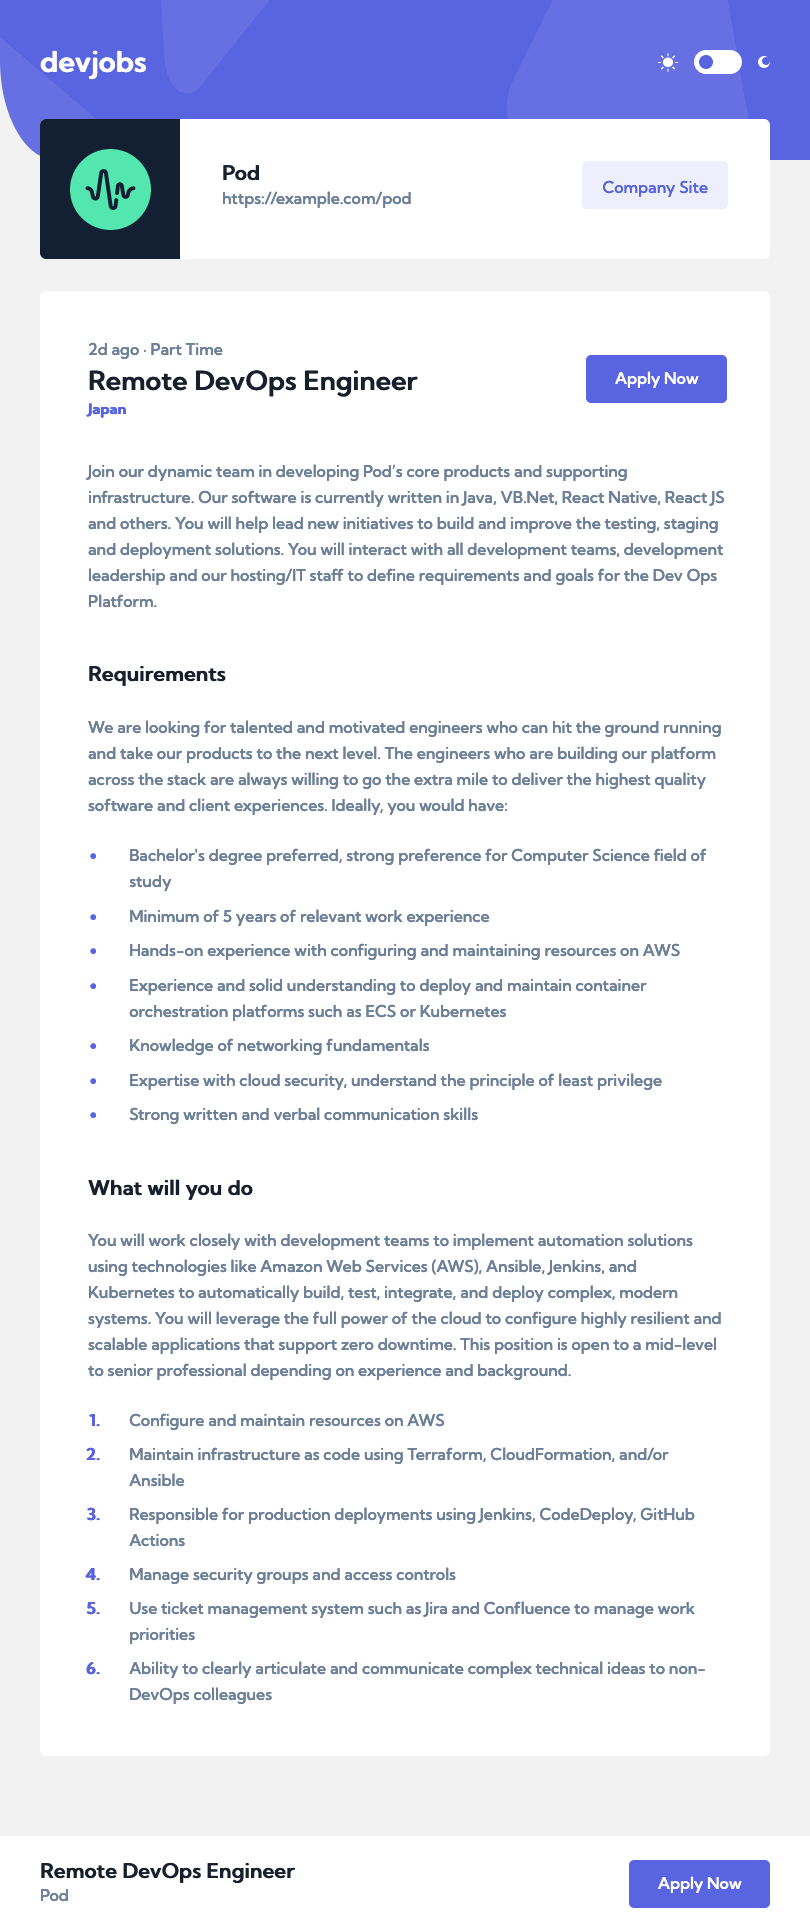 devjobs
Pod
https://example.com/pod
Company Site
2d ago · Part Time
Remote DevOps Engineer
Japan
Apply Now
Join our dynamic team in developing Pod’s core products and supporting
infrastructure. Our software is currently written in Java, VB.Net, React Native, React JS
and others. You will help lead new initiatives to build and improve the testing, staging
and deployment solutions. You will interact with all development teams, development
leadership and our hosting/IT staff to define requirements and goals for the Dev Ops
Platform.
Requirements
We are looking for talented and motivated engineers who can hit the ground running
and take our products to the next level. The engineers who are building our platform
across the stack are always willing to go the extra mile to deliver the highest quality
software and client experiences. Ideally, you would have:
• Bachelor's degree preferred, strong preference for Computer Science field of
study
• Minimum of 5 years of relevant work experience
• Hands-on experience with configuring and maintaining resources on AWS
• Experience and solid understanding to deploy and maintain container
orchestration platforms such as ECS or Kubernetes
• Knowledge of networking fundamentals
• Expertise with cloud security, understand the principle of least privilege
• Strong written and verbal communication skills
What will you do
You will work closely with development teams to implement automation solutions
using technologies like Amazon Web Services (AWS), Ansible, Jenkins, and
Kubernetes to automatically build, test, integrate, and deploy complex, modern
systems. You will leverage the full power of the cloud to configure highly resilient and
scalable applications that support zero downtime. This position is open to a mid-level
to senior professional depending on experience and background.
1. Configure and maintain resources on AWS
2. Maintain infrastructure as code using Terraform, CloudFormation, and/or
Ansible
3. Responsible for production deployments using Jenkins, CodeDeploy, GitHub
Actions
4. Manage security groups and access controls
5. Use ticket management system such as Jira and Confluence to manage work
priorities
6. Ability to clearly articulate and communicate complex technical ideas to non-
DevOps colleagues
Remote DevOps Engineer
Pod
Apply Now